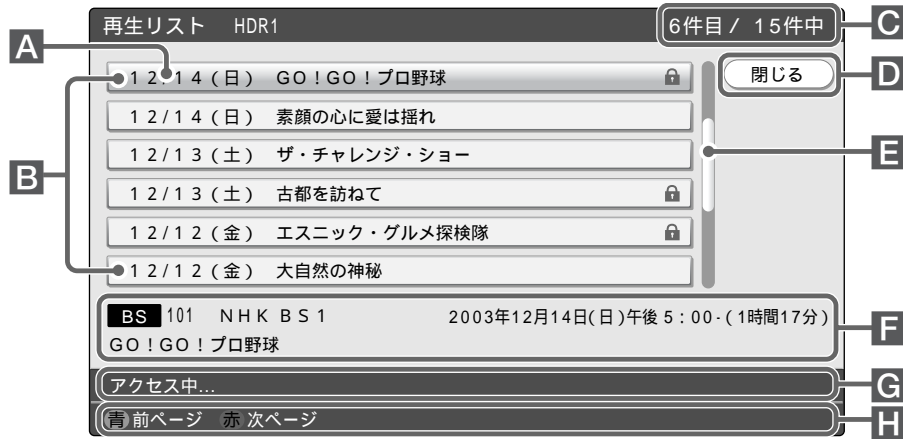 再生リスト HDR1 6件目/ 15件中 C
A
12/14(日) GO!GO!プロ野球 閉じる D
12/14(日) 素顔の心に愛は揺れ
12/13(土) ザ・チャレンジ・ショー E
B
12/13(土) 古都を訪ねて
12/12(金) エスニック・グルメ探検隊
12/12(金) 大自然の神秘
BS 101 NHK BS1 2003年12月14日(日)午後5:00-(1時間17分) F
GO!GO!プロ野球
アクセス中... G
青 前ページ 赤 次ページ H